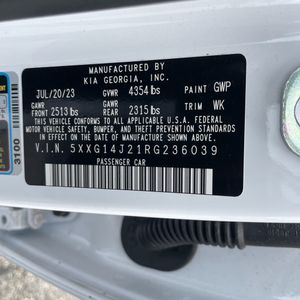 MANUFACTURED BY
KIA GEORGIA, INC.
JUL/20/23 GVWR 4354 lbs PAINT GWP
GAWR FRONT 2513 lbs GAWR REAR 2315 lbs TRIM WK
THIS VEHICLE CONFORMS TO ALL APPLICABLE U.S. FEDERAL
MOTOR VEHICLE SAFETY, BUMPER, AND THEFT PREVENTION
STANDARDS IN EFFECT ON THE DATE OF MANUFACTURE SHOWN ABOVE.
V.I.N. 5XXG14J21RG236039
PASSENGER CAR
3100